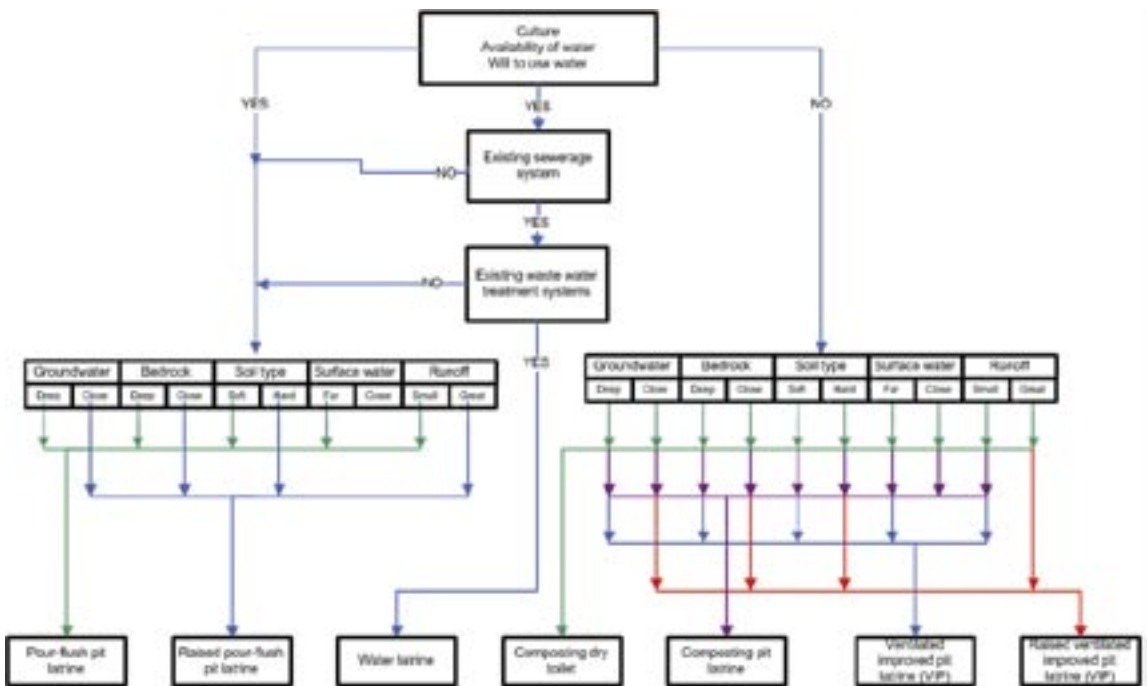 Culture
Availability of water
Will to use water
YES
YES
NO
Existing sewerage
system
NO
YES
Existing waste water
treatment systems
NO
YES
Groundwater Bedrock Soil type Surface water Runoff
Deep Close Deep Close Soft Hard Far Close Small Great
Groundwater Bedrock Soil type Surface water Runoff
Deep Close Deep Close Soft Hard Far Close Small Great
Pour-flush pit
latrine
Raised pour-flush
pit latrine
Water latrine
Composting dry
toilet
Composting pit
latrine
Ventilated
improved pit
latrine (VIP)
Raised ventilated
improved pit
latrine (VIP)